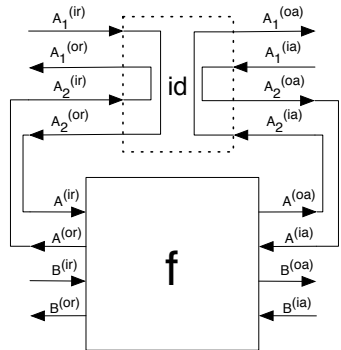 A₁^(ir) A₁^(oa)
A₁^(or) A₁^(ia)
A₂^(ir) id A₂^(oa)
A₂^(or) A₂^(ia)
A^(ir) A^(oa)
A^(or) f A^(ia)
B^(ir) B^(oa)
B^(or) B^(ia)